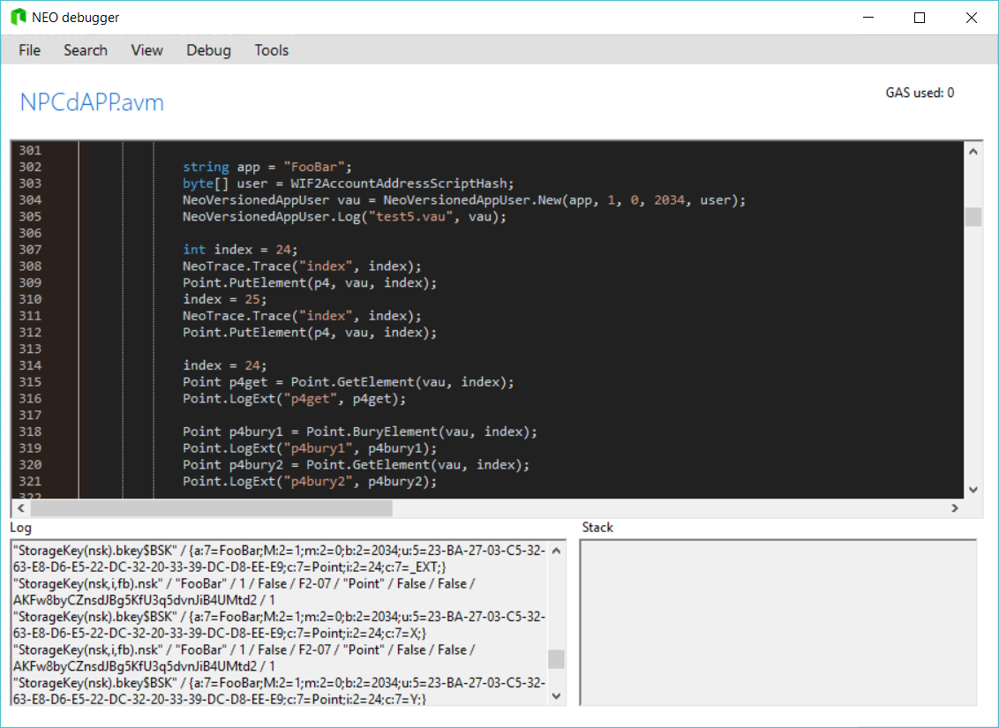 NEO debugger
File Search View Debug Tools
NPCdAPP.avm
GAS used: 0
301
302 string app = "FooBar";
303 byte[] user = WIF2AccountAddressScriptHash;
304 NeoVersionedAppUser vau = NeoVersionedAppUser.New(app, 1, 0, 2034, user);
305 NeoVersionedAppUser.Log("test5.vau", vau);
306
307 int index = 24;
308 NeoTrace.Trace("index", index);
309 Point.PutElement(p4, vau, index);
310 index = 25;
311 NeoTrace.Trace("index", index);
312 Point.PutElement(p4, vau, index);
313
314 index = 24;
315 Point p4get = Point.GetElement(vau, index);
316 Point.LogExt("p4get", p4get);
317
318 Point p4bury1 = Point.BuryElement(vau, index);
319 Point.LogExt("p4bury1", p4bury1);
320 Point p4bury2 = Point.GetElement(vau, index);
321 Point.LogExt("p4bury2", p4bury2);
322
Log
"StorageKey(nsk).bkey$BSK" / {a:7=FooBar;M:2=1;m:2=0;b:2=2034;u:5=23-BA-27-03-C5-32-
63-E8-D6-E5-22-DC-32-20-33-39-DC-D8-EE-E9;c:7=Point;i:2=24;c:7=_EXT;}
"StorageKey(nsk,i,fb).nsk" / "FooBar" / 1 / False / F2-07 / "Point" / False / False /
AKFw8byCZnsdJBg5KfU3q5dvnJiB4UMtd2 / 1
"StorageKey(nsk).bkey$BSK" / {a:7=FooBar;M:2=1;m:2=0;b:2=2034;u:5=23-BA-27-03-C5-32-
63-E8-D6-E5-22-DC-32-20-33-39-DC-D8-EE-E9;c:7=Point;i:2=24;c:7=X;}
"StorageKey(nsk,i,fb).nsk" / "FooBar" / 1 / False / F2-07 / "Point" / False / False /
AKFw8byCZnsdJBg5KfU3q5dvnJiB4UMtd2 / 1
"StorageKey(nsk).bkey$BSK" / {a:7=FooBar;M:2=1;m:2=0;b:2=2034;u:5=23-BA-27-03-C5-32-
63-E8-D6-E5-22-DC-32-20-33-39-DC-D8-EE-E9;c:7=Point;i:2=24;c:7=Y;}
Stack